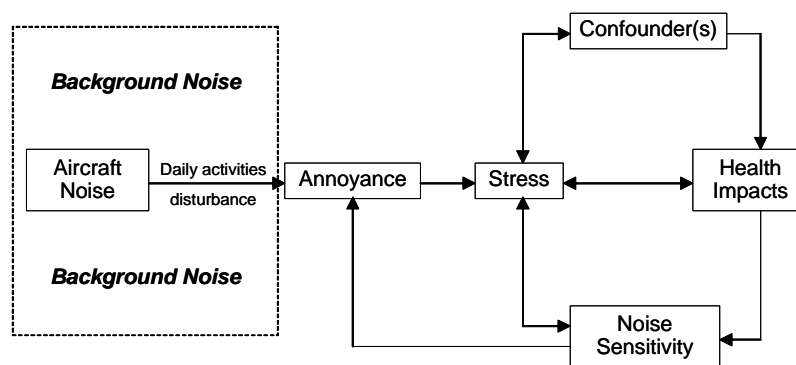 Confounder(s)
Background Noise
Aircraft
Noise
Daily activities
disturbance
Annoyance
Stress
Health
Impacts
Background Noise
Noise
Sensitivity